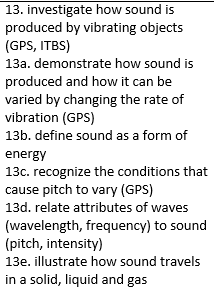 13. investigate how sound is
produced by vibrating objects
(GPS, ITBS)
13a. demonstrate how sound is
produced and how it can be
varied by changing the rate of
vibration (GPS)
13b. define sound as a form of
energy
13c. recognize the conditions that
cause pitch to vary (GPS)
13d. relate attributes of waves
(wavelength, frequency) to sound
(pitch, intensity)
13e. illustrate how sound travels
in a solid, liquid and gas